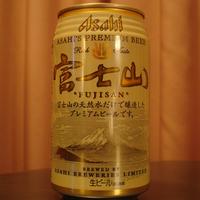 Asahi
ASAHI'S PREMIUM BEER
Rich Taste
富士山
"FUJISAN"
富士山の天然水だけで醸造した
プレミアムビールです。
BREWED BY
ASAHI BREWERIES LIMITED
生ビール